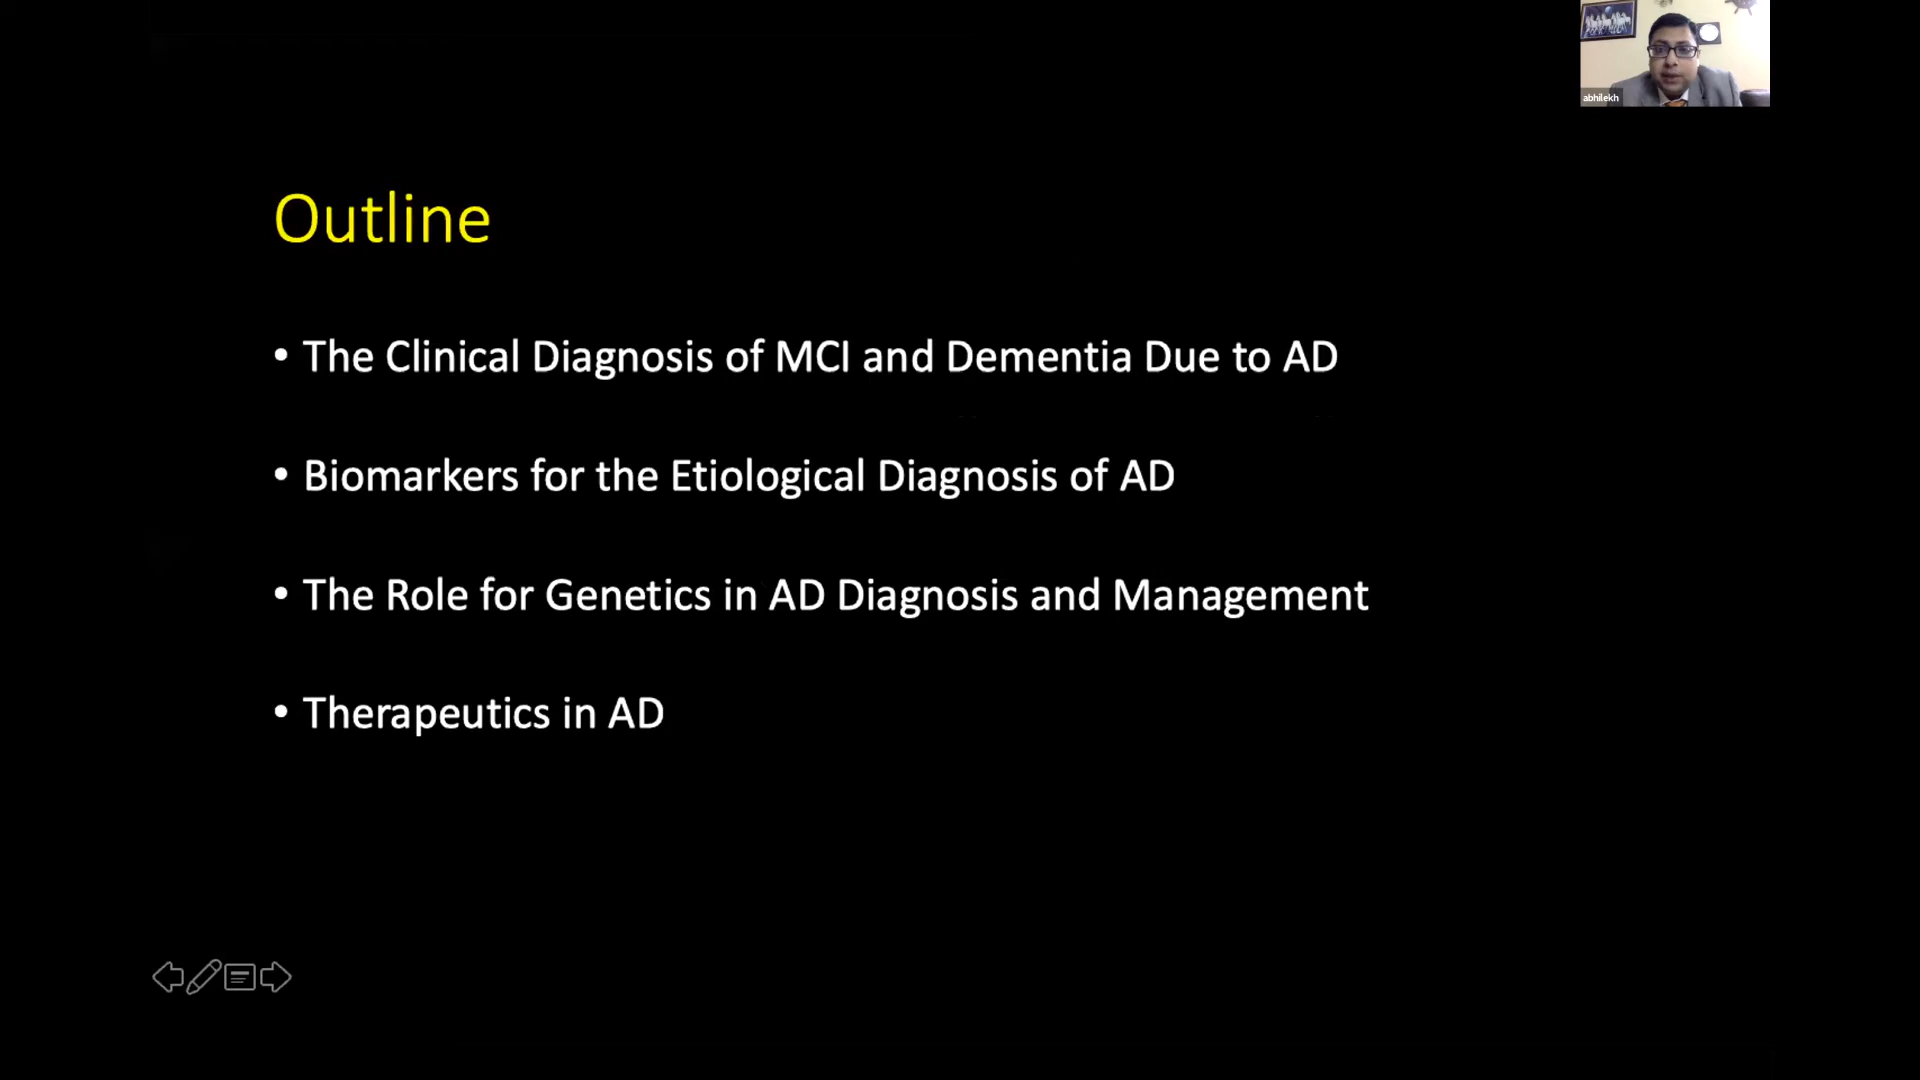 abhilekh
Outline
• The Clinical Diagnosis of MCI and Dementia Due to AD
• Biomarkers for the Etiological Diagnosis of AD
• The Role for Genetics in AD Diagnosis and Management
• Therapeutics in AD